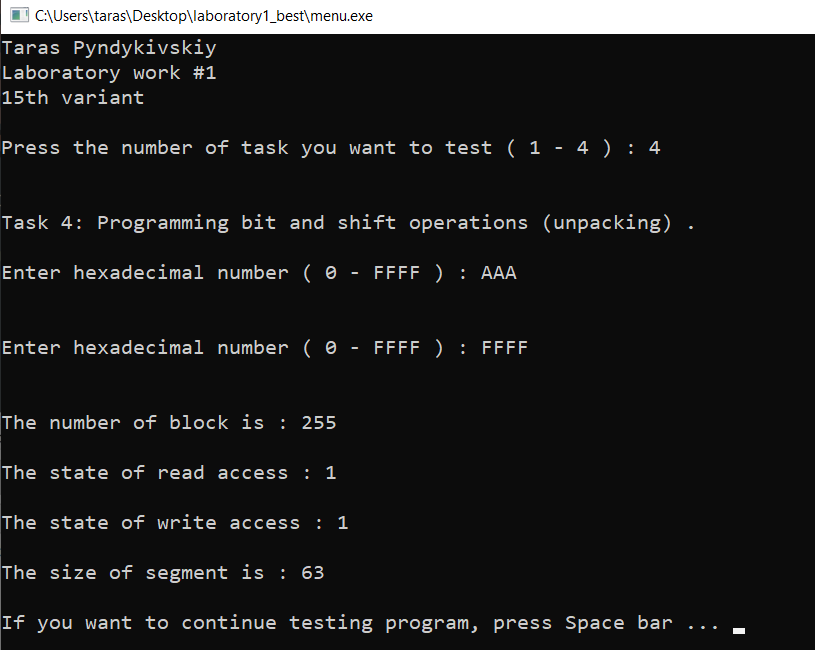 C:\Users\taras\Desktop\laboratory1_best\menu.exe
Taras Pyndykivskiy
Laboratory work #1
15th variant
Press the number of task you want to test ( 1 - 4 ) : 4
Task 4: Programming bit and shift operations (unpacking) .
Enter hexadecimal number ( 0 - FFFF ) : AAA
Enter hexadecimal number ( 0 - FFFF ) : FFFF
The number of block is : 255
The state of read access : 1
The state of write access : 1
The size of segment is : 63
If you want to continue testing program, press Space bar ...